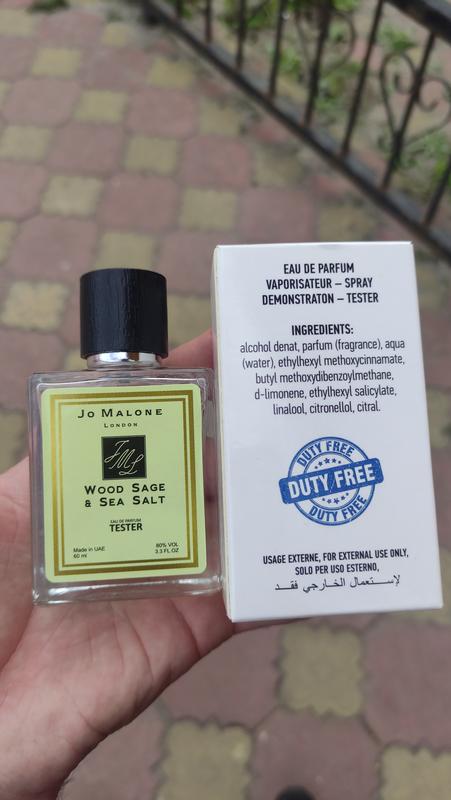 Jo Malone
London
JML
Wood Sage
& Sea Salt
EAU DE PARFUM
TESTER
Made in UAE
60 ml
80% VOL
3.3 FL.OZ
EAU DE PARFUM
VAPORISATEUR – SPRAY
DEMONSTRATON – TESTER
INGREDIENTS:
alcohol denat, parfum (fragrance), aqua
(water), ethylhexyl methoxycinnamate,
butyl methoxydibenzoylmethane,
d-limonene, ethylhexyl salicylate,
linalool, citronellol, citral.
DUTY FREE
DUTY FREE
DUTY FREE
USAGE EXTERNE, FOR EXTERNAL USE ONLY,
SOLO PER USO ESTERNO,
لإستعمال الخارجي فقد